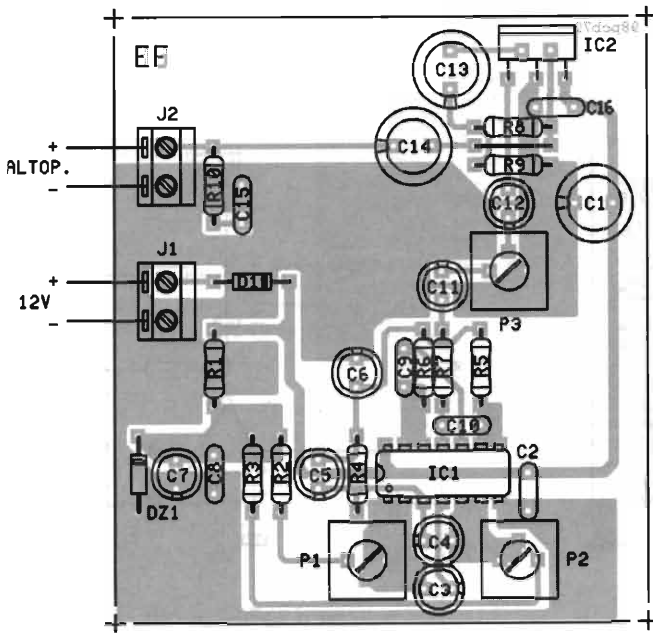 EF
IC2
C13
C16
J2
R8
C14
R9
+
ALTOP.
-
R10
C15
C12
C1
J1
+
12V
-
D1
C11
P3
R1
C6
C9
R6
R7
R5
C10
C7
C8
R3
R2
C5
R4
IC1
C2
DZ1
P1
C4
P2
C3